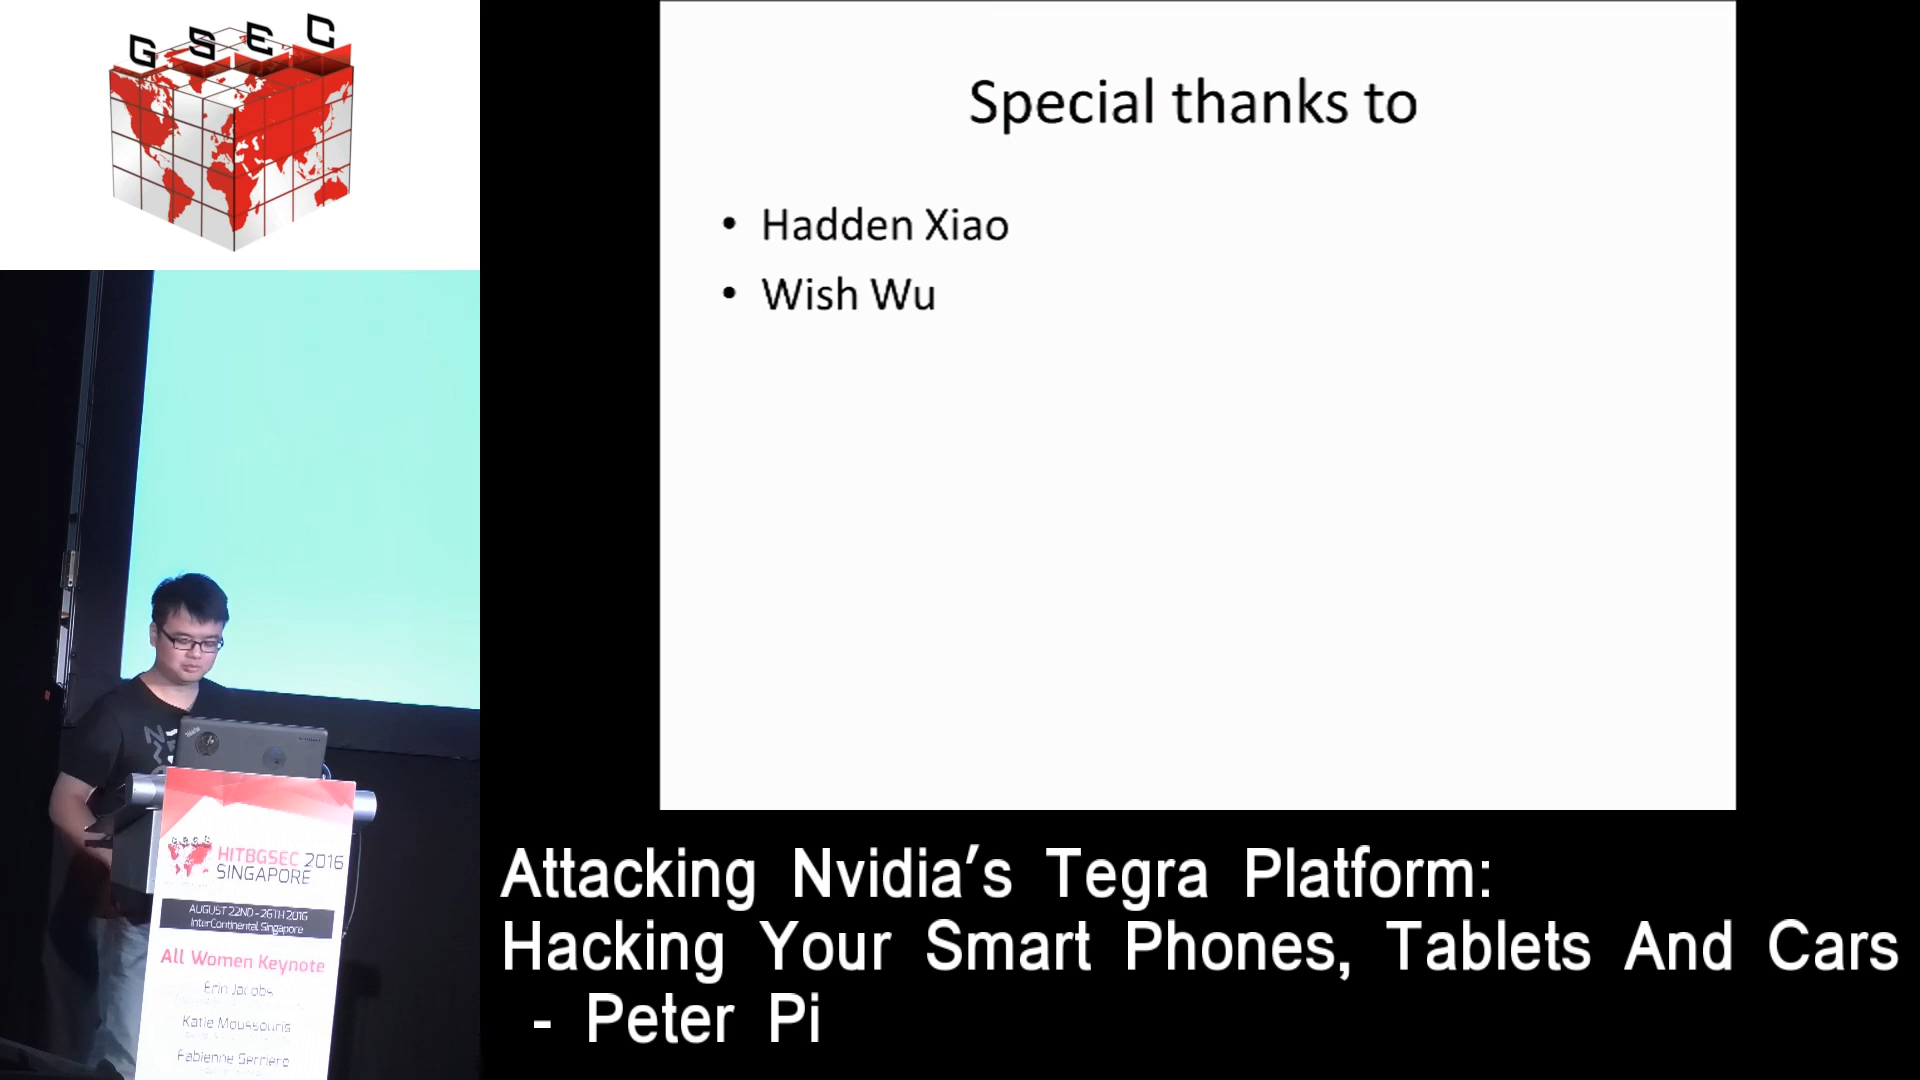 GSEC
Special thanks to
• Hadden Xiao
• Wish Wu
HITBGSEC 2016
SINGAPORE
AUGUST 22ND - 26TH 2016
InterContinental, Singapore
All Women Keynote
Erin Jacobs
Katie Moussouris
Fabienne Serriere
Attacking Nvidia's Tegra Platform:
Hacking Your Smart Phones, Tablets And Cars
- Peter Pi